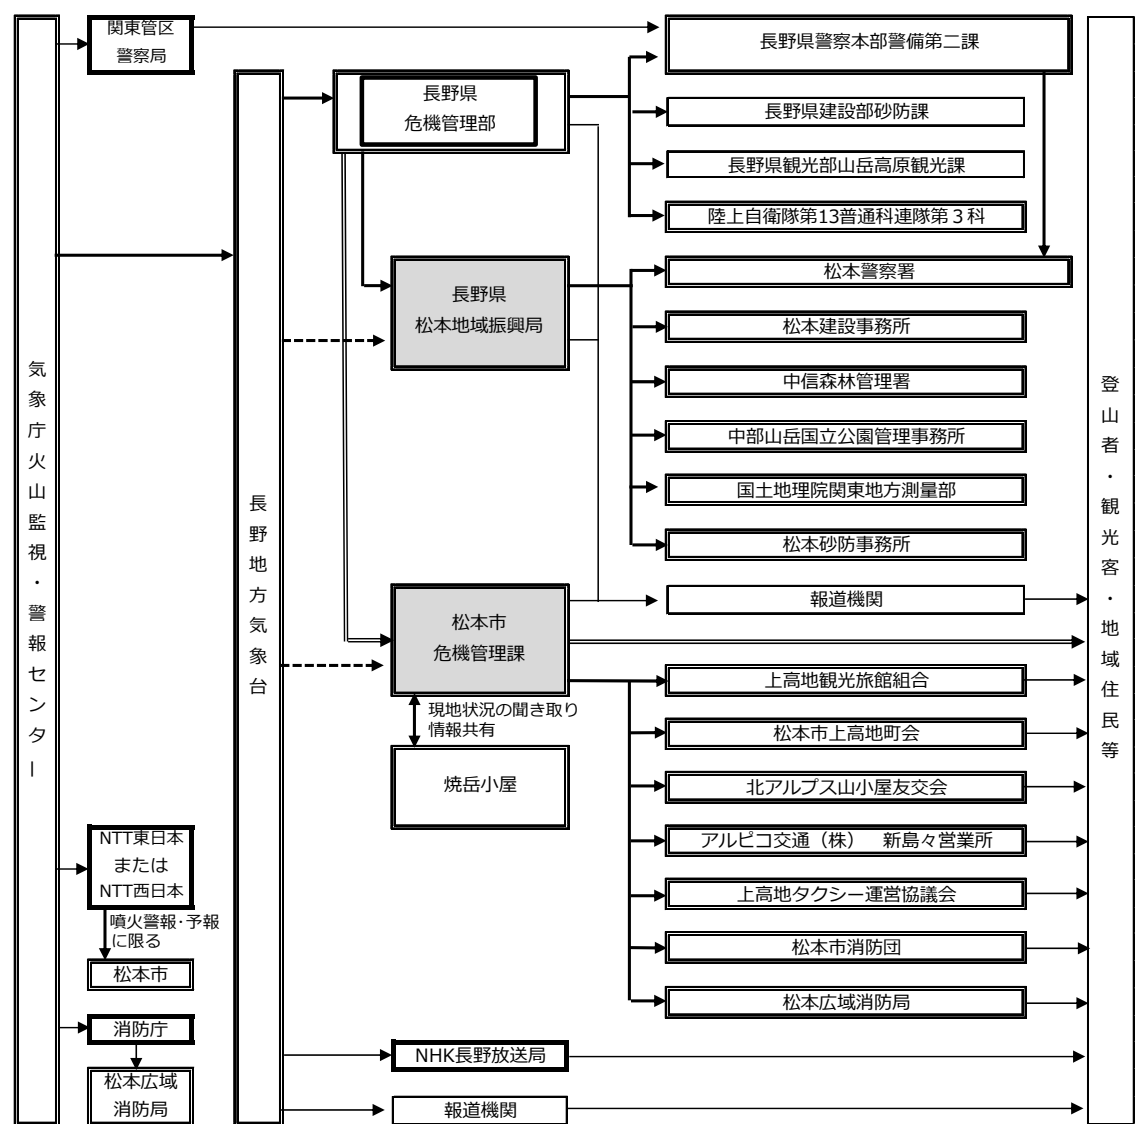 気象庁火山監視・警報センター
関東管区
警察局
NTT東日本
または
NTT西日本
噴火警報・予報
に限る
松本市
消防庁
松本広域
消防局
長野地方気象台
長野県
危機管理部
長野県
松本地域振興局
松本市
危機管理課
現地状況の聞き取り
情報共有
焼岳小屋
NHK長野放送局
報道機関
長野県警察本部警備第二課
長野県建設部砂防課
長野県観光部山岳高原観光課
陸上自衛隊第13普通科連隊第３科
松本警察署
松本建設事務所
中信森林管理署
中部山岳国立公園管理事務所
国土地理院関東地方測量部
松本砂防事務所
報道機関
上高地観光旅館組合
松本市上高地町会
北アルプス山小屋友交会
アルピコ交通（株）　新島々営業所
上高地タクシー運営協議会
松本市消防団
松本広域消防局
登山者・観光客・地域住民等